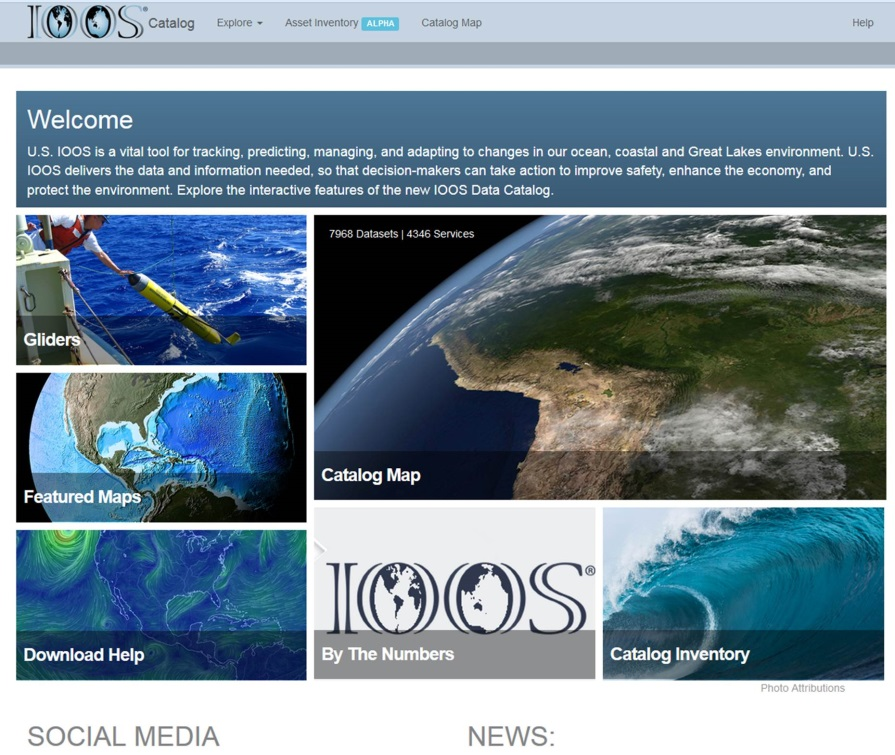 IOOS® Catalog Explore Asset Inventory ALPHA Catalog Map Help
Welcome
U.S. IOOS is a vital tool for tracking, predicting, managing, and adapting to changes in our ocean, coastal and Great Lakes environment. U.S.
IOOS delivers the data and information needed, so that decision-makers can take action to improve safety, enhance the economy, and
protect the environment. Explore the interactive features of the new IOOS Data Catalog.
7968 Datasets | 4346 Services
Gliders
Catalog Map
Featured Maps
IOOS®
Download Help
By The Numbers
Catalog Inventory
Photo Attributions
SOCIAL MEDIA
NEWS: